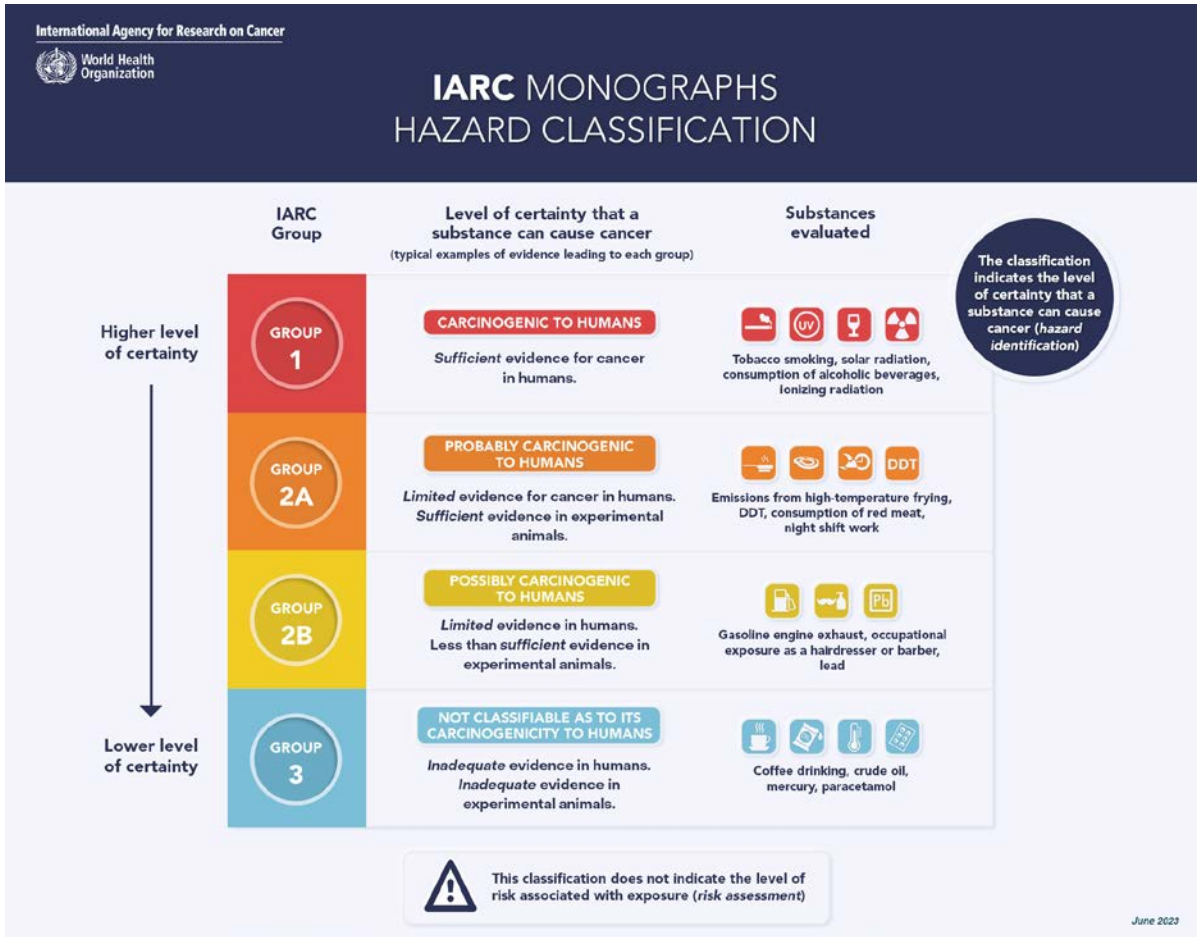 International Agency for Research on Cancer
World Health
Organization
IARC MONOGRAPHS
HAZARD CLASSIFICATION
IARC
Group
Level of certainty that a
substance can cause cancer
(typical examples of evidence leading to each group)
Substances
evaluated
The classification
indicates the level
of certainty that a
substance can cause
cancer (hazard
identification)
Higher level
of certainty
GROUP
1
CARCINOGENIC TO HUMANS
Sufficient evidence for cancer
in humans.
UV
Tobacco smoking, solar radiation,
consumption of alcoholic beverages,
ionizing radiation
GROUP
2A
PROBABLY CARCINOGENIC
TO HUMANS
Limited evidence for cancer in humans.
Sufficient evidence in experimental
animals.
DDT
Emissions from high-temperature frying,
DDT, consumption of red meat,
night shift work
GROUP
2B
POSSIBLY CARCINOGENIC
TO HUMANS
Limited evidence in humans.
Less than sufficient evidence in
experimental animals.
Pb
Gasoline engine exhaust, occupational
exposure as a hairdresser or barber,
lead
Lower level
of certainty
GROUP
3
NOT CLASSIFIABLE AS TO ITS
CARCINOGENICITY TO HUMANS
Inadequate evidence in humans.
Inadequate evidence in
experimental animals.
Coffee drinking, crude oil,
mercury, paracetamol
This classification does not indicate the level of
risk associated with exposure (risk assessment)
June 2023